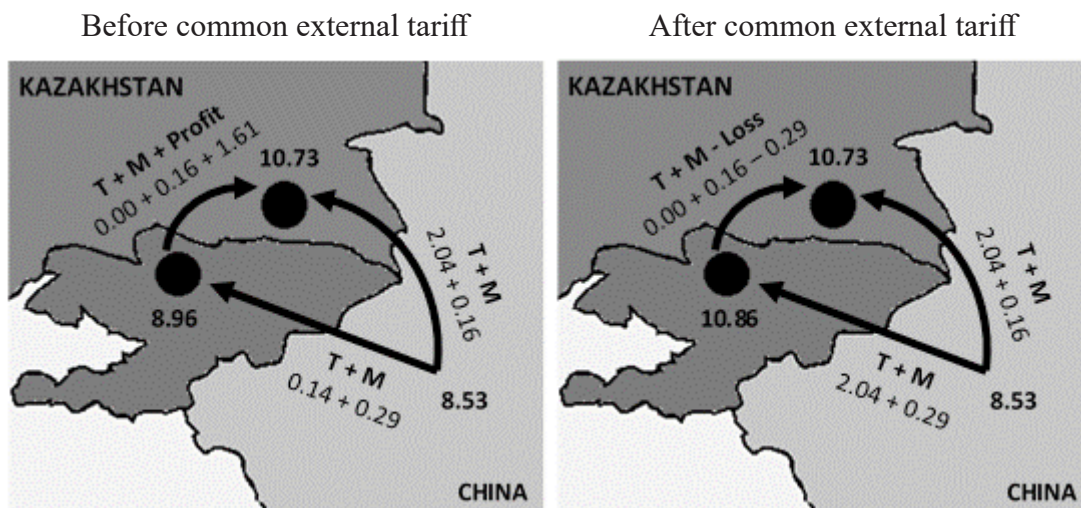 Before common external tariff
KAZAKHSTAN
T + M + Profit
0.00 + 0.16 + 1.61
10.73
T + M
2.04 + 0.16
8.96
T + M
0.14 + 0.29
8.53
CHINA
After common external tariff
KAZAKHSTAN
T + M - Loss
0.00 + 0.16 – 0.29
10.73
T + M
2.04 + 0.16
10.86
T + M
2.04 + 0.29
8.53
CHINA